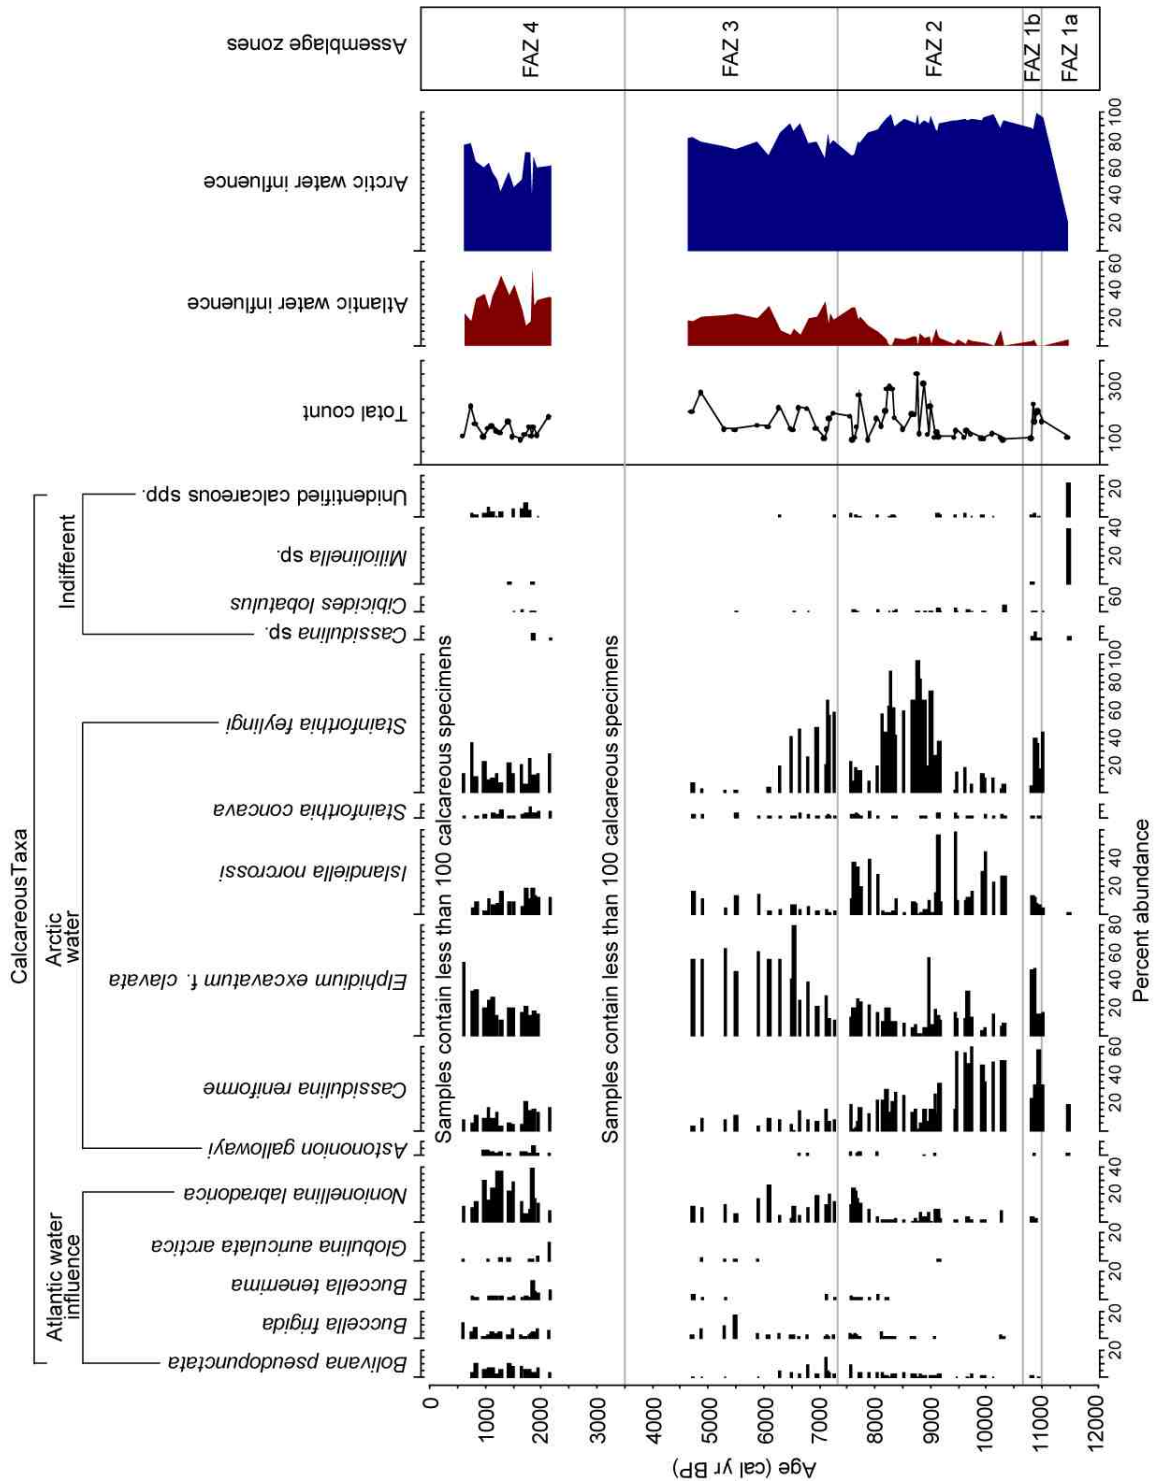 CalcareousTaxa
Atlantic water
influence
Arctic
water
Indifferent
Bolivana pseudopunctata
Buccella frigida
Buccella tenerrima
Globulina auriculata arctica
Nonionellina labradorica
Astononion gallowayi
Cassidulina reniforme
Elphidium excavatum f. clavata
Islandiella norcrossi
Stainforthia concava
Stainforthia feylingi
Cassidulina sp.
Cibicides lobatulus
Miliolinella sp.
Unidentified calcareous spp.
Total count
Atlantic water influence
Arctic water influence
Assemblage zones
Age (cal yr BP)
0
1000
2000
3000
4000
5000
6000
7000
8000
9000
10000
11000
12000
Samples contain less than 100 calcareous specimens
Samples contain less than 100 calcareous specimens
FAZ 4
FAZ 3
FAZ 2
FAZ 1b
FAZ 1a
20
20
20
20
20 40
20 40 60
20 40 60 80
20 40
20 40 60 80 100
60
20 40
20
100 300
20 40 60
20 40 60 80 100
Percent abundance